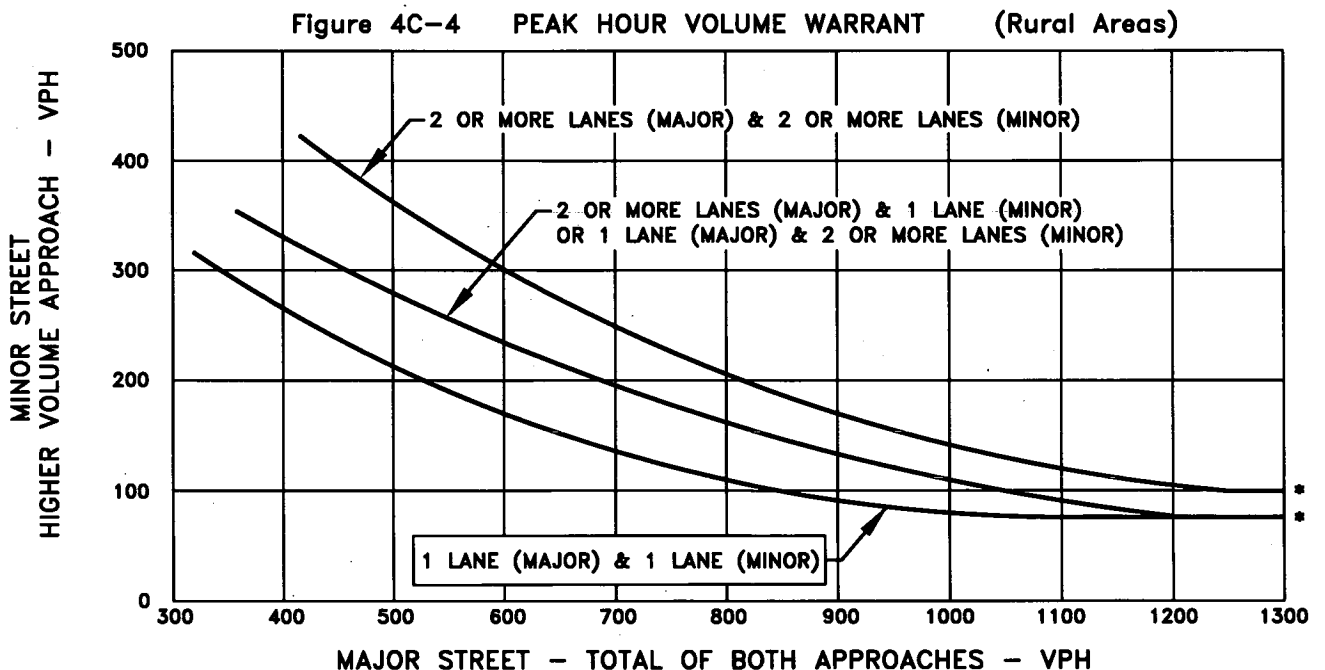 Figure 4C-4 PEAK HOUR VOLUME WARRANT (Rural Areas)
MINOR STREET
HIGHER VOLUME APPROACH - VPH
500
400
300
200
100
0
2 OR MORE LANES (MAJOR) & 2 OR MORE LANES (MINOR)
2 OR MORE LANES (MAJOR) & 1 LANE (MINOR)
OR 1 LANE (MAJOR) & 2 OR MORE LANES (MINOR)
*
*
1 LANE (MAJOR) & 1 LANE (MINOR)
300 400 500 600 700 800 900 1000 1100 1200 1300
MAJOR STREET - TOTAL OF BOTH APPROACHES - VPH